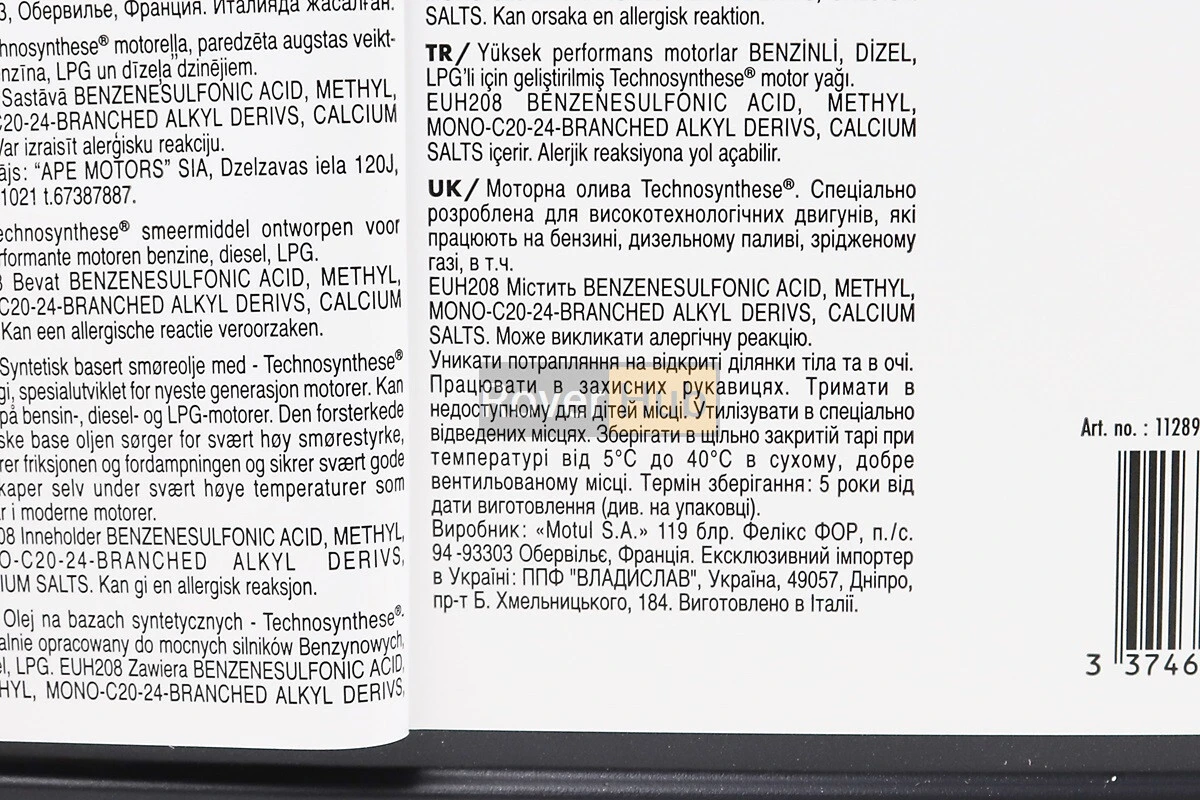 3, Обервилье, Франция. Италияда жасалған.
motoreļļa, paredzēta augstas veikt-
LPG un dīzeļa dzinējiem.
Sastāvā BENZENESULFONIC ACID, METHYL,
C20-24-BRANCHED ALKYL DERIVS, CALCIUM
Var izraisīt alerģisku reakciju.
“APE MOTORS” SIA, Dzelzavas iela 120J,
1021 t.67387887.
smeermiddel ontworpen voor
motoren benzine, diesel, LPG.
Bevat BENZENESULFONIC ACID, METHYL,
C20-24-BRANCHED ALKYL DERIVS, CALCIUM
Kan een allergische reactie veroorzaken.
Syntetisk basert smøreolje med - Technosynthese®
spesialutviklet for nyeste generasjon motorer. Kan
på bensin-, diesel- og LPG-motorer. Den forsterkede
base oljen sørger for svært høy smørestyrke,
friksjonen og fordampningen og sikrer svært gode
selv under svært høye temperaturer som
i moderne motorer.
08 Inneholder BENZENESULFONIC ACID, METHYL,
O-C20-24-BRANCHED ALKYL DERIVS,
IUM SALTS. Kan gi en allergisk reaksjon.
Olej na bazach syntetycznych - Technosynthese®.
opracowany do mocnych silników Benzynowych,
LPG. EUH208 Zawiera BENZENESULFONIC ACID,
HYL, MONO-C20-24-BRANCHED ALKYL DERIVS,
SALTS. Kan orsaka en allergisk reaktion.
TR/ Yüksek performans motorlar BENZİNLİ, DİZEL,
LPG’li için geliştirilmiş Technosynthese® motor yağı.
EUH208 BENZENESULFONIC ACID, METHYL,
MONO-C20-24-BRANCHED ALKYL DERIVS, CALCIUM
SALTS içerir. Alerjik reaksiyona yol açabilir.
UK/ Моторна олива Technosynthese®. Спеціально
розроблена для високотехнологічних двигунів, які
працюють на бензині, дизельному паливі, зрідженому
газі, в т.ч.
EUH208 Містить BENZENESULFONIC ACID, METHYL,
MONO-C20-24-BRANCHED ALKYL DERIVS, CALCIUM
SALTS. Може викликати алергічну реакцію.
Уникати потрапляння на відкриті ділянки тіла та в очі.
Працювати в захисних рукавицях. Тримати в
недоступному для дітей місці. Утилізувати в спеціально
відведених місцях. Зберігати в щільно закритій тарі при
температурі від 5°C до 40°C в сухому, добре
вентильованому місці. Термін зберігання: 5 роки від
дати виготовлення (див. на упаковці).
Виробник: «Motul S.A.» 119 блр. Фелікс ФОР, п./с.
94 -93303 Обервільє, Франція. Ексклюзивний імпортер
в Україні: ППФ "ВЛАДИСЛАВ", Україна, 49057, Дніпро,
пр-т Б. Хмельницького, 184. Виготовлено в Італії.
RoverHub
Art. no. : 11289
3 3746